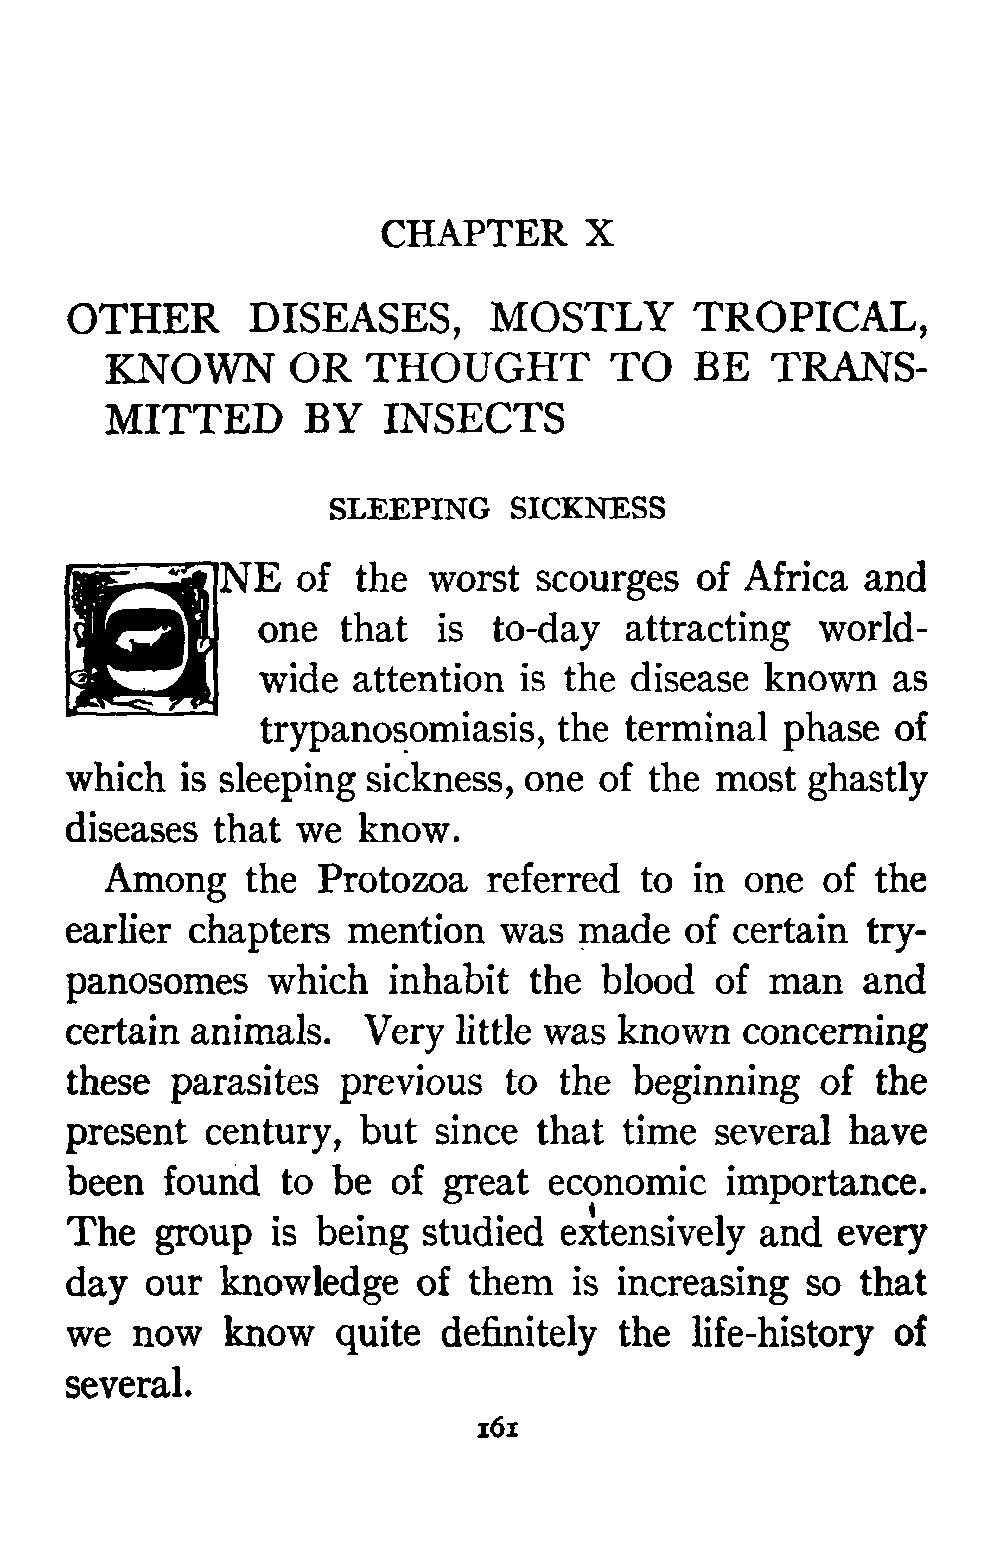 CHAPTER X
OTHER DISEASES, MOSTLY TROPICAL,
KNOWN OR THOUGHT TO BE TRANS-
MITTED BY INSECTS
SLEEPING SICKNESS
ONE of the worst scourges of Africa and
one that is to-day attracting world-
wide attention is the disease known as
trypanosomiasis, the terminal phase of
which is sleeping sickness, one of the most ghastly
diseases that we know.
Among the Protozoa referred to in one of the
earlier chapters mention was made of certain try-
panosomes which inhabit the blood of man and
certain animals. Very little was known concerning
these parasites previous to the beginning of the
present century, but since that time several have
been found to be of great economic importance.
The group is being studied extensively and every
day our knowledge of them is increasing so that
we now know quite definitely the life-history of
several.
161